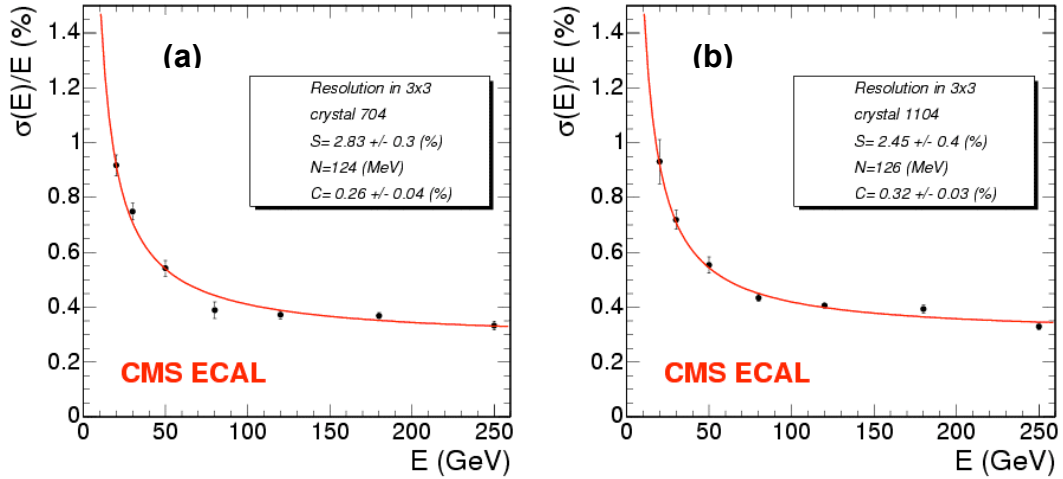 σ(E)/E (%)
1.4
1.2
1
0.8
0.6
0.4
0.2
0
(a)
Resolution in 3x3
crystal 704
S= 2.83 +/- 0.3 (%)
N=124 (MeV)
C= 0.26 +/- 0.04 (%)
CMS ECAL
0 50 100 150 200 250
E (GeV)
σ(E)/E (%)
1.4
1.2
1
0.8
0.6
0.4
0.2
0
(b)
Resolution in 3x3
crystal 1104
S= 2.45 +/- 0.4 (%)
N=126 (MeV)
C= 0.32 +/- 0.03 (%)
CMS ECAL
0 50 100 150 200 250
E (GeV)